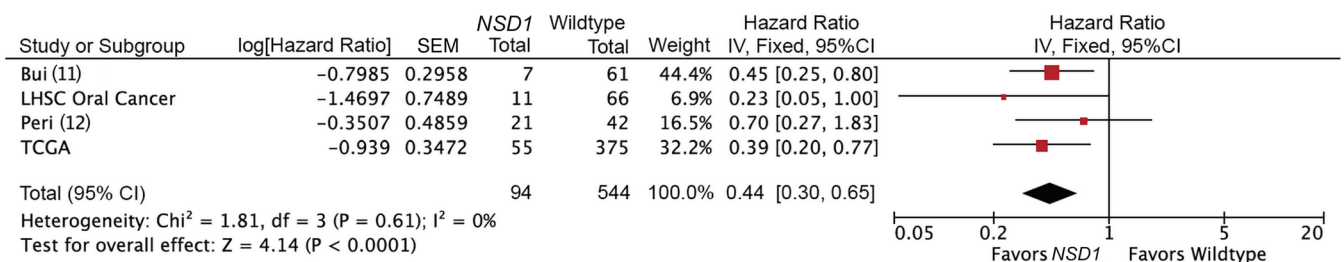 NSD1 Wildtype Hazard Ratio Hazard Ratio
Study or Subgroup log[Hazard Ratio] SEM Total Total Weight IV, Fixed, 95%CI IV, Fixed, 95%CI
Bui (11) −0.7985 0.2958 7 61 44.4% 0.45 [0.25, 0.80]
LHSC Oral Cancer −1.4697 0.7489 11 66 6.9% 0.23 [0.05, 1.00]
Peri (12) −0.3507 0.4859 21 42 16.5% 0.70 [0.27, 1.83]
TCGA −0.939 0.3472 55 375 32.2% 0.39 [0.20, 0.77]
Total (95% CI) 94 544 100.0% 0.44 [0.30, 0.65]
Heterogeneity: Chi² = 1.81, df = 3 (P = 0.61); I² = 0%
Test for overall effect: Z = 4.14 (P < 0.0001)
0.05 0.2 1 5 20
Favors NSD1 Favors Wildtype